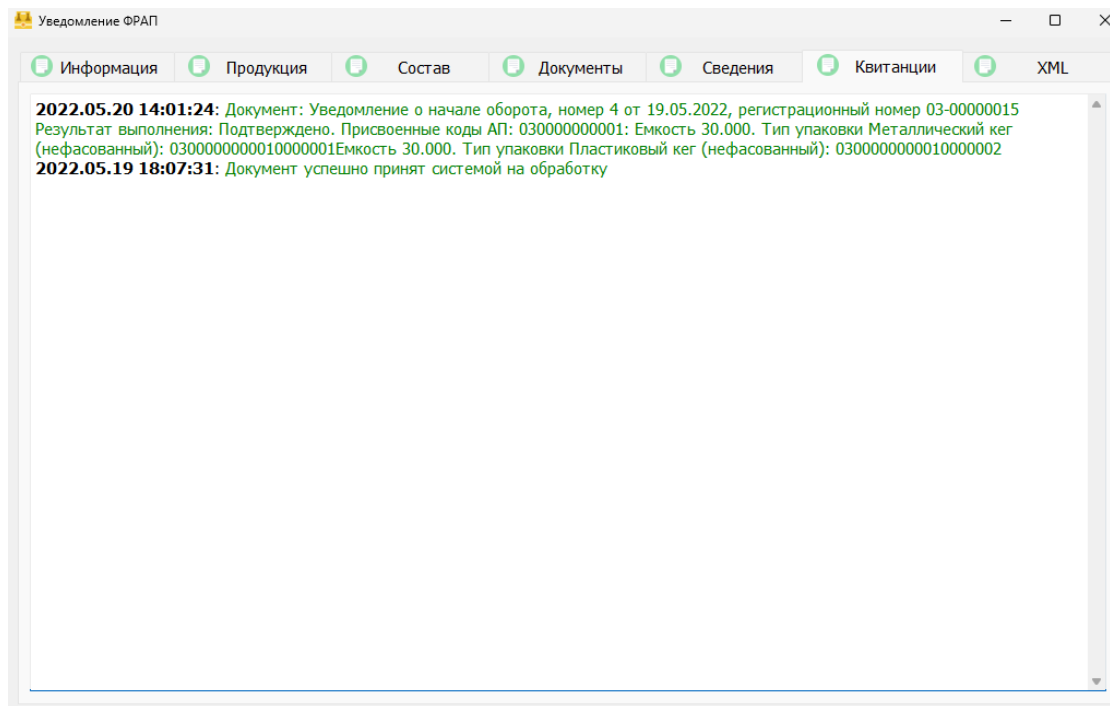 Уведомление ФРАП
Информация Продукция Состав Документы Сведения Квитанции XML
2022.05.20 14:01:24: Документ: Уведомление о начале оборота, номер 4 от 19.05.2022, регистрационный номер 03-00000015
Результат выполнения: Подтверждено. Присвоенные коды АП: 030000000001: Емкость 30.000. Тип упаковки Металлический кег
(нефасованный): 0300000000010000001Емкость 30.000. Тип упаковки Пластиковый кег (нефасованный): 0300000000010000002
2022.05.19 18:07:31: Документ успешно принят системой на обработку